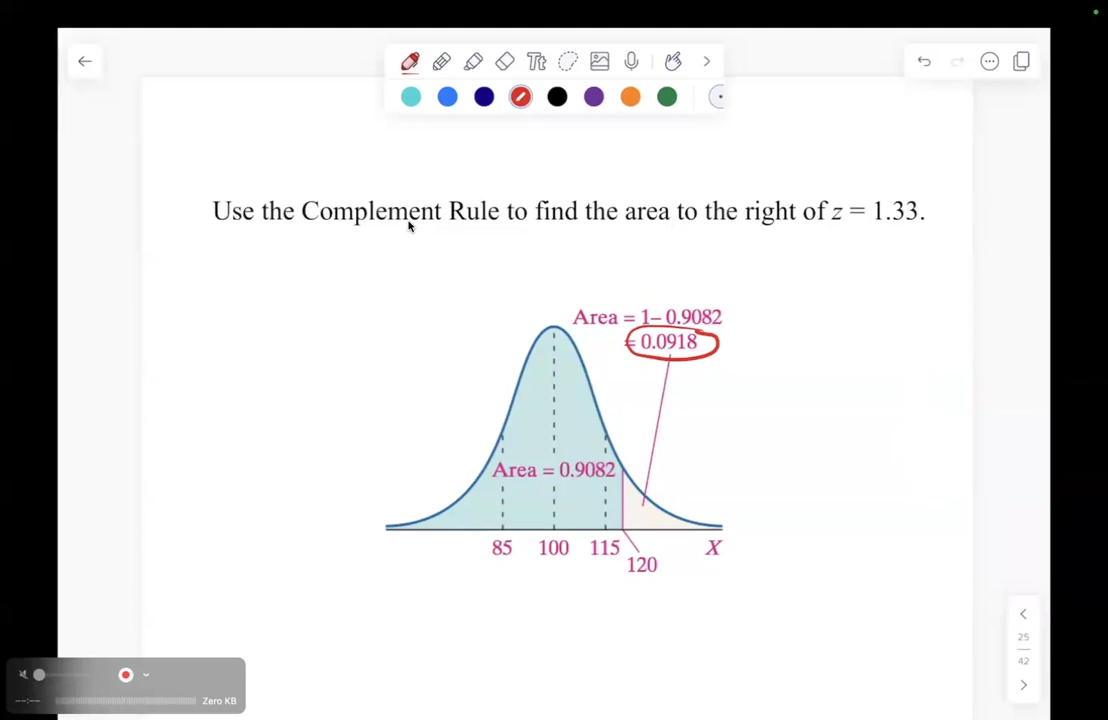 Tt
Use the Complement Rule to find the area to the right of z = 1.33.
Area = 1– 0.9082
= 0.0918
Area = 0.9082
85 100 115 X
120
25
42
--:--
Zero KB